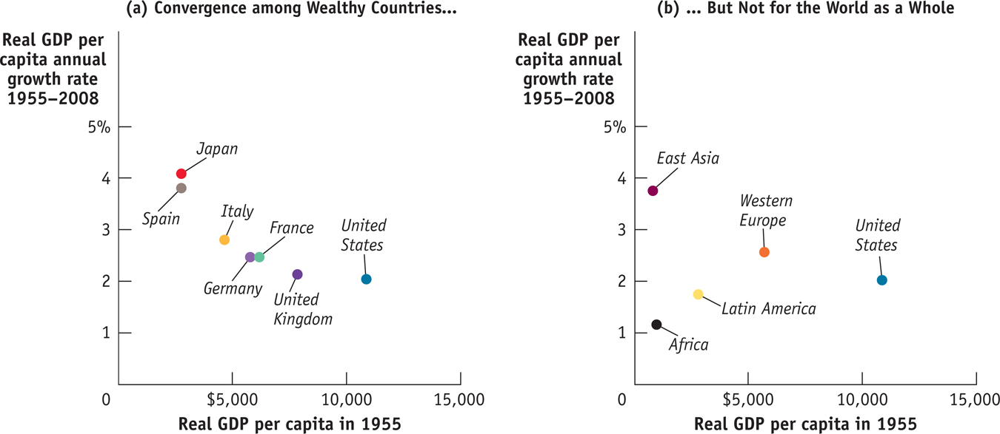 (a) Convergence among Wealthy Countries...
Real GDP per
capita annual
growth rate
1955–2008
5%
4
3
2
1
0
$5,000
10,000
15,000
Real GDP per capita in 1955
Japan
Spain
Italy
France
Germany
United
Kingdom
United
States
(b) ... But Not for the World as a Whole
Real GDP per
capita annual
growth rate
1955–2008
5%
4
3
2
1
0
$5,000
10,000
15,000
Real GDP per capita in 1955
East Asia
Western
Europe
United
States
Latin America
Africa